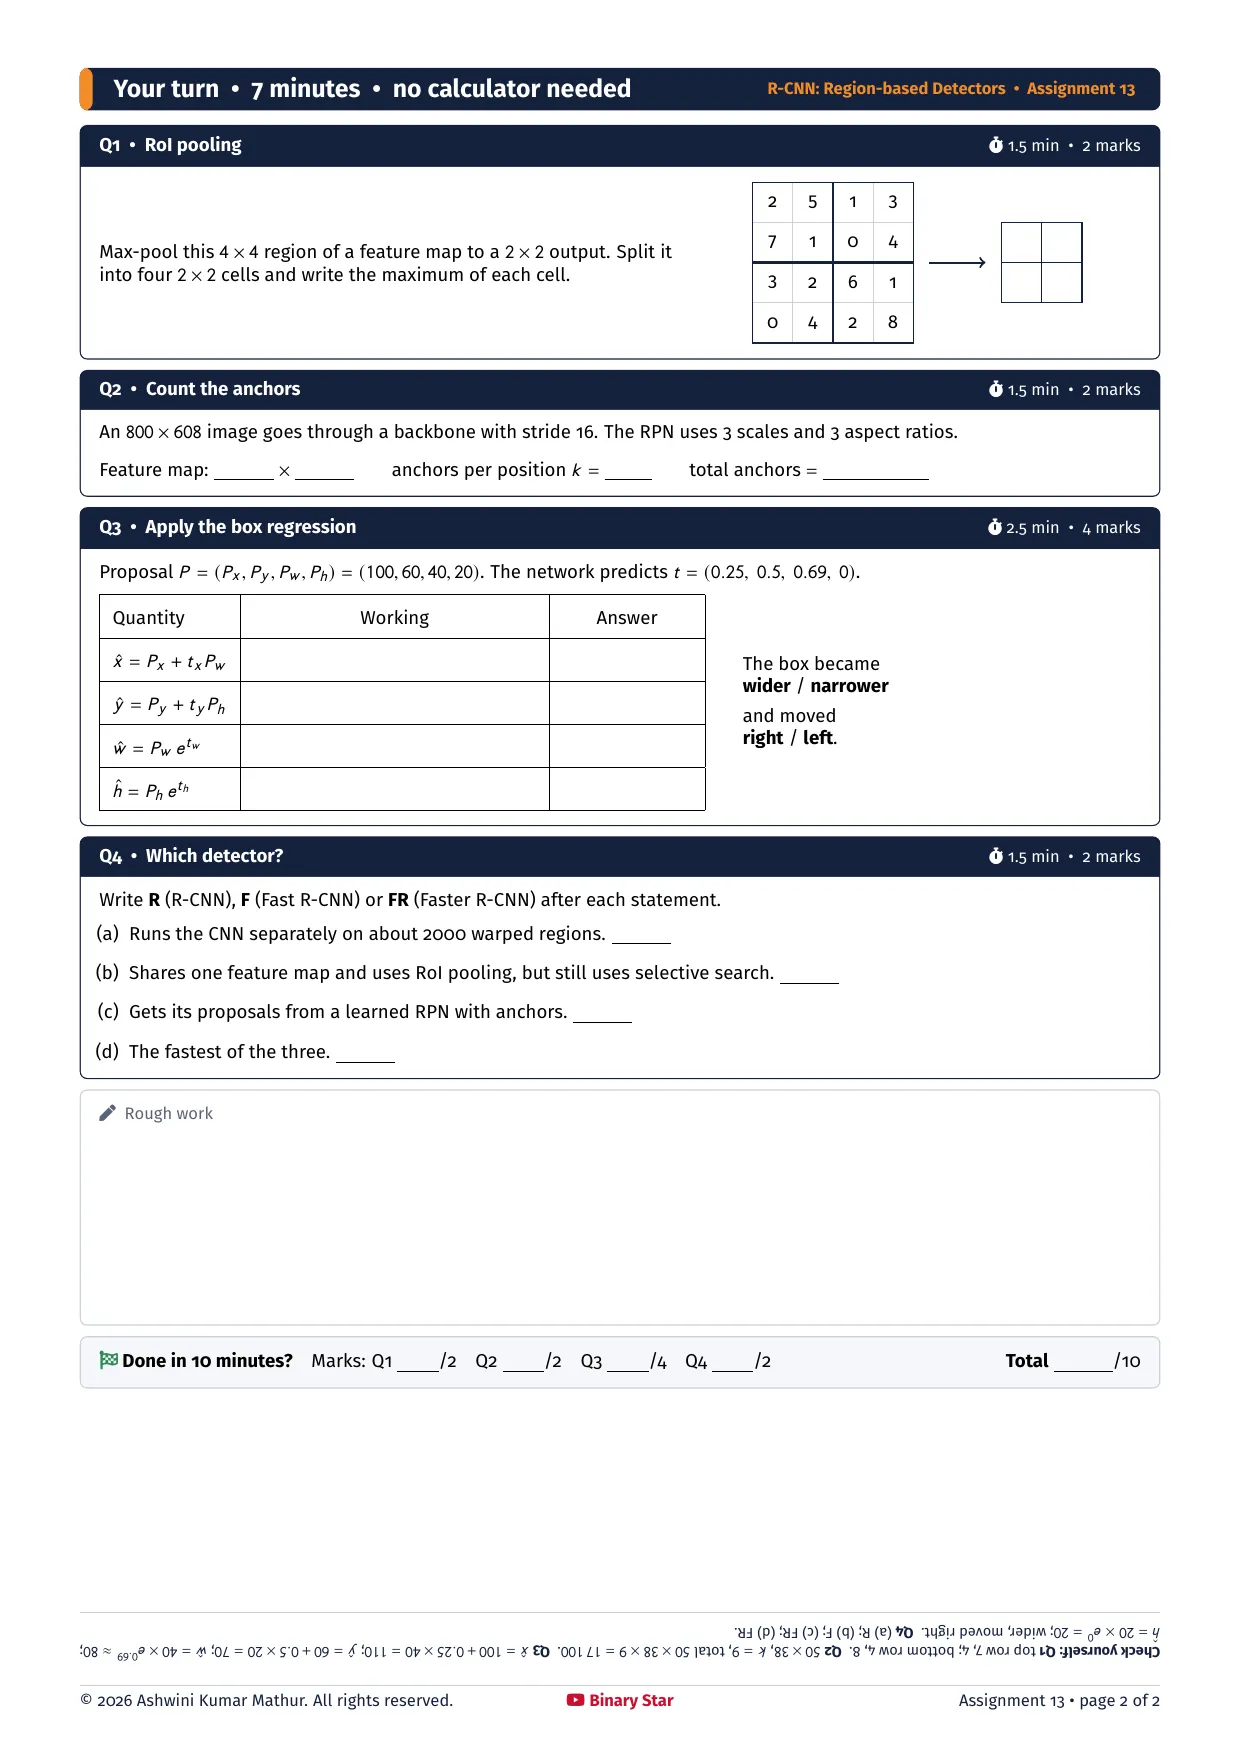 Your turn • 7 minutes • no calculator needed
R-CNN: Region-based Detectors • Assignment 13
Q1 • RoI pooling
1.5 min • 2 marks
Max-pool this 4 × 4 region of a feature map to a 2 × 2 output. Split it
into four 2 × 2 cells and write the maximum of each cell.
2 5 1 3
7 1 0 4
3 2 6 1
0 4 2 8
Q2 • Count the anchors
1.5 min • 2 marks
An 800 × 608 image goes through a backbone with stride 16. The RPN uses 3 scales and 3 aspect ratios.
Feature map: ______ × ______ anchors per position k = _____ total anchors = ___________
Q3 • Apply the box regression
2.5 min • 4 marks
Proposal P = (Pₓ, P_y, P_w, P_h) = (100, 60, 40, 20). The network predicts t = (0.25, 0.5, 0.69, 0).
Quantity Working Answer
x̂ = Pₓ + tₓP_w
ŷ = P_y + t_yP_h
ŵ = P_w e^{t_w}
ĥ = P_h e^{t_h}
The box became
wider / narrower
and moved
right / left.
Q4 • Which detector?
1.5 min • 2 marks
Write R (R-CNN), F (Fast R-CNN) or FR (Faster R-CNN) after each statement.
(a) Runs the CNN separately on about 2000 warped regions. ______
(b) Shares one feature map and uses RoI pooling, but still uses selective search. ______
(c) Gets its proposals from a learned RPN with anchors. ______
(d) The fastest of the three. ______
Rough work
Done in 10 minutes? Marks: Q1 ____/2 Q2 ____/2 Q3 ____/4 Q4 ____/2
Total ______/10
Check yourself: Q1 top row 7, 4; bottom row 4, 8. Q2 50 × 38, k = 9, total 50 × 38 × 9 = 17 100. Q3 x̂ = 100 + 0.25 × 40 = 110; ŷ = 60 + 0.5 × 20 = 70; ŵ = 40 × e^{0.69} ≈ 80;
ĥ = 20 × e^0 = 20; wider, moved right. Q4 (a) R; (b) F; (c) FR; (d) FR.
© 2026 Ashwini Kumar Mathur. All rights reserved.
Binary Star
Assignment 13 • page 2 of 2